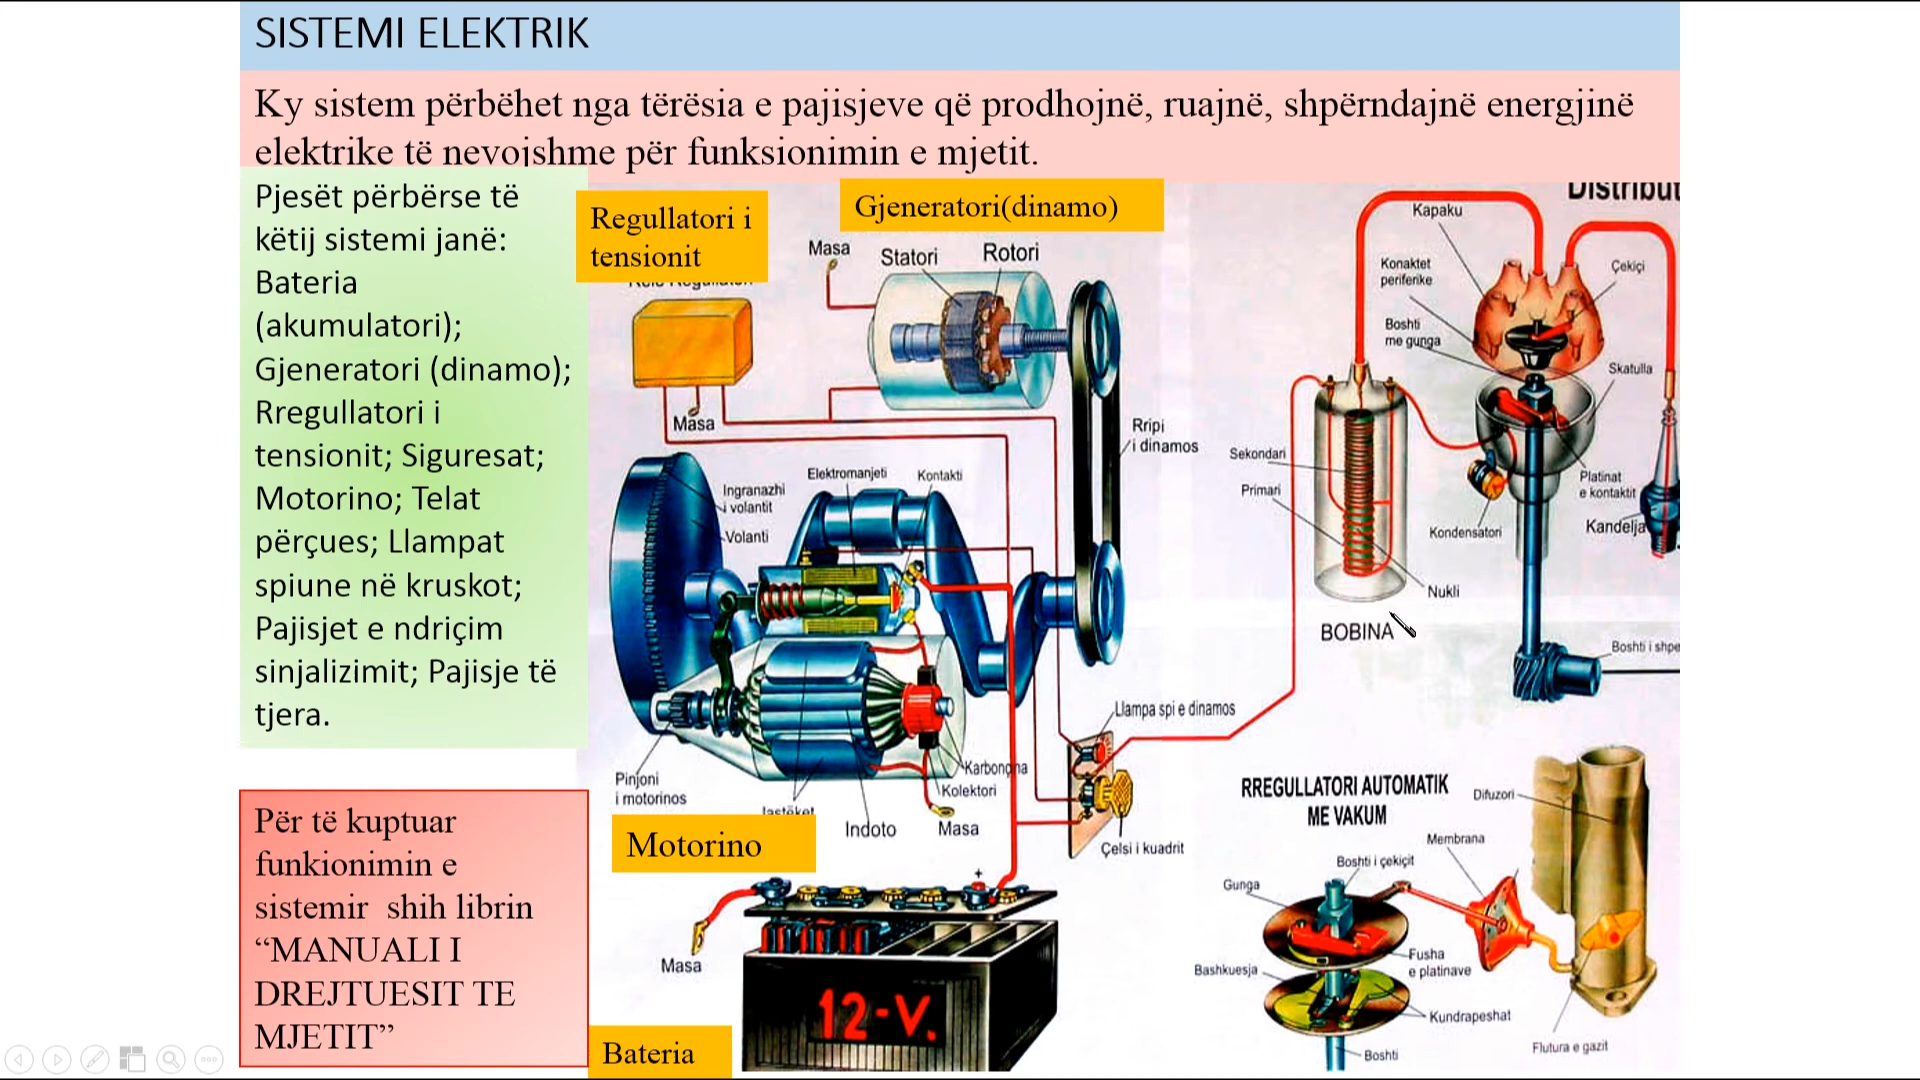 SISTEMI ELEKTRIK
Ky sistem përbëhet nga tërësia e pajisjeve që prodhojnë, ruajnë, shpërndajnë energjinë
elektrike të nevojshme për funksionimin e mjetit.
Pjesët përbërse të
këtij sistemi janë:
Bateria
(akumulatori);
Gjeneratori (dinamo);
Rregullatori i
tensionit; Siguresat;
Motorino; Telat
përçues; Llampat
spiune në kruskot;
Pajisjet e ndriçim
sinjalizimit; Pajisje të
tjera.
Për të kuptuar
funkionimin e
sistemir shih librin
“MANUALI I
DREJTUESIT TE
MJETIT”
Regullatori i
tensionit
Gjeneratori(dinamo)
Masa
Statori
Rotori
Masa
Rripi
i dinamos
Elektromanjeti
Kontakti
Ingranazhi
i volantit
Volanti
Pinjoni
i motorinos
Indoto
Karbonçina
Kolektori
Masa
Motorino
Llampa spi e dinamos
Çelsi i kuadrit
+
Masa
12-V.
Bateria
Kapaku
Konaktet
periferike
Çekiçi
Boshti
me gunga
Skatulla
Sekondari
Primari
Platinat
e kontaktit
Kondensatori
Kandelja
Nukli
BOBINA
Boshti i
RREGULLATORI AUTOMATIK
ME VAKUM
Difuzori
Membrana
Boshti i çekiçit
Gunga
Fusha
e platinave
Bashkuesja
Kundrapeshat
Boshti
Flutura e gazit